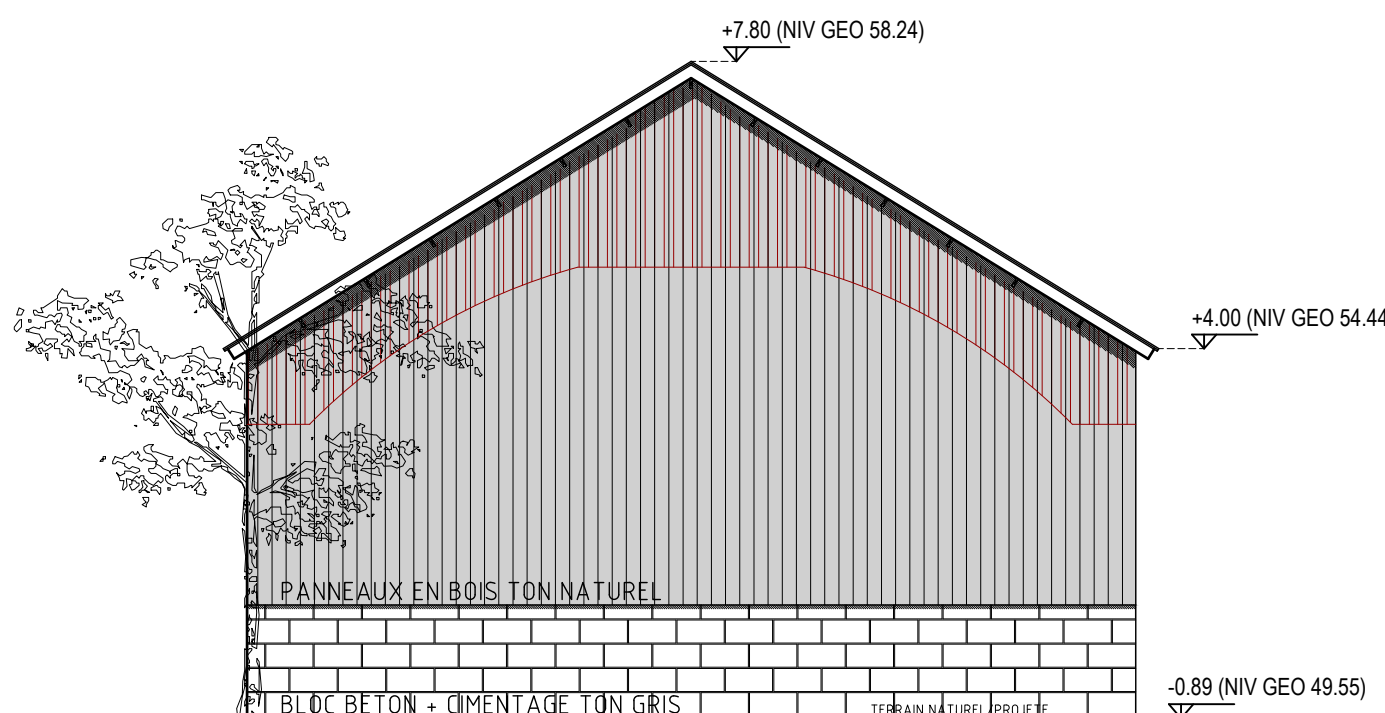 +7.80 (NIV GEO 58.24)
+4.00 (NIV GEO 54.44
PANNEAUX EN BOIS TON NATUREL
-0.89 (NIV GEO 49.55)
BLOC BETON + CIMENTAGE TON GRIS
TERRAIN NATUREL/PROJETE